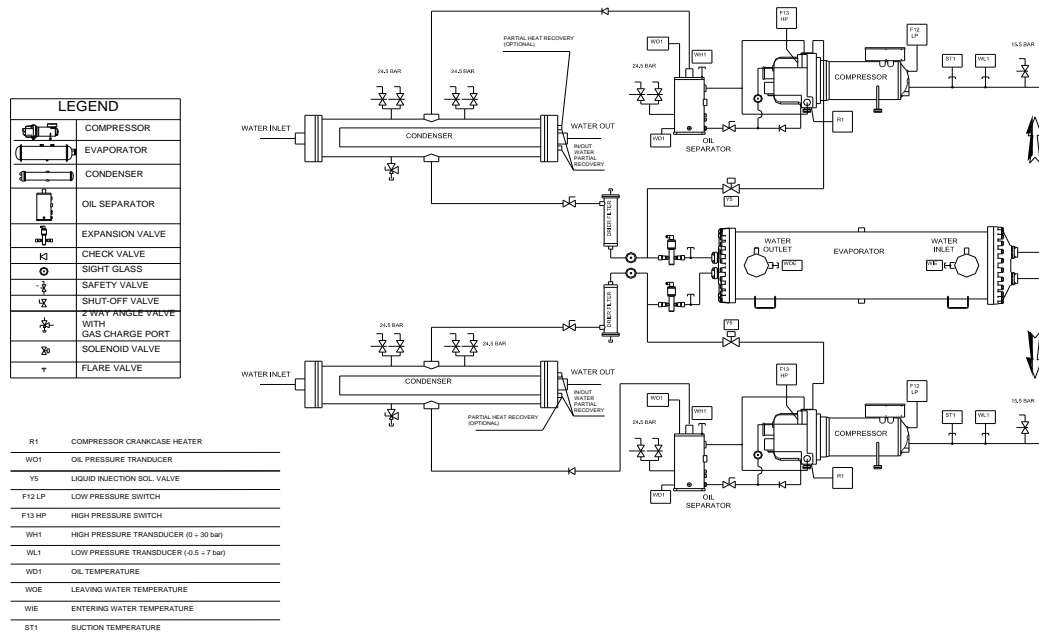 LEGEND
COMPRESSOR
EVAPORATOR
CONDENSER
OIL SEPARATOR
EXPANSION VALVE
CHECK VALVE
SIGHT GLASS
SAFETY VALVE
SHUT-OFF VALVE
2 WAY ANGLE VALVE
WITH
GAS CHARGE PORT
SOLENOID VALVE
FLARE VALVE
R1 COMPRESSOR CRANKCASE HEATER
WO1 OIL PRESSURE TRANDUCER
Y5 LIQUID INJECTION SOL. VALVE
F12 LP LOW PRESSURE SWITCH
F13 HP HIGH PRESSURE SWITCH
WH1 HIGH PRESSURE TRANSDUCER (0 ÷ 30 bar)
WL1 LOW PRESSURE TRANSDUCER (-0.5 ÷ 7 bar)
WD1 OIL TEMPERATURE
WOE LEAVING WATER TEMPERATURE
WIE ENTERING WATER TEMPERATURE
ST1 SUCTION TEMPERATURE
PARTIAL HEAT RECOVERY
(OPTIONAL)
24,5 BAR
24,5 BAR
WATER INLET
CONDENSER
WATER OUT
IN/OUT
WATER
PARTIAL
RECOVERY
WO1
WH1
24,5 BAR
WD1
OIL
SEPARATOR
F13
HP
F12
LP
COMPRESSOR
R1
ST1
WL1
15,5 BAR
Y5
DRIER FILTER
WATER
OUTLET
WOE
EVAPORATOR
WATER
INLET
WIE
DRIER FILTER
Y5
24,5 BAR
24,5 BAR
WATER INLET
CONDENSER
WATER OUT
IN/OUT
WATER
PARTIAL
RECOVERY
PARTIAL HEAT RECOVERY
(OPTIONAL)
WO1
WH1
24,5 BAR
WD1
OIL
SEPARATOR
F13
HP
F12
LP
COMPRESSOR
R1
ST1
WL1
15,5 BAR